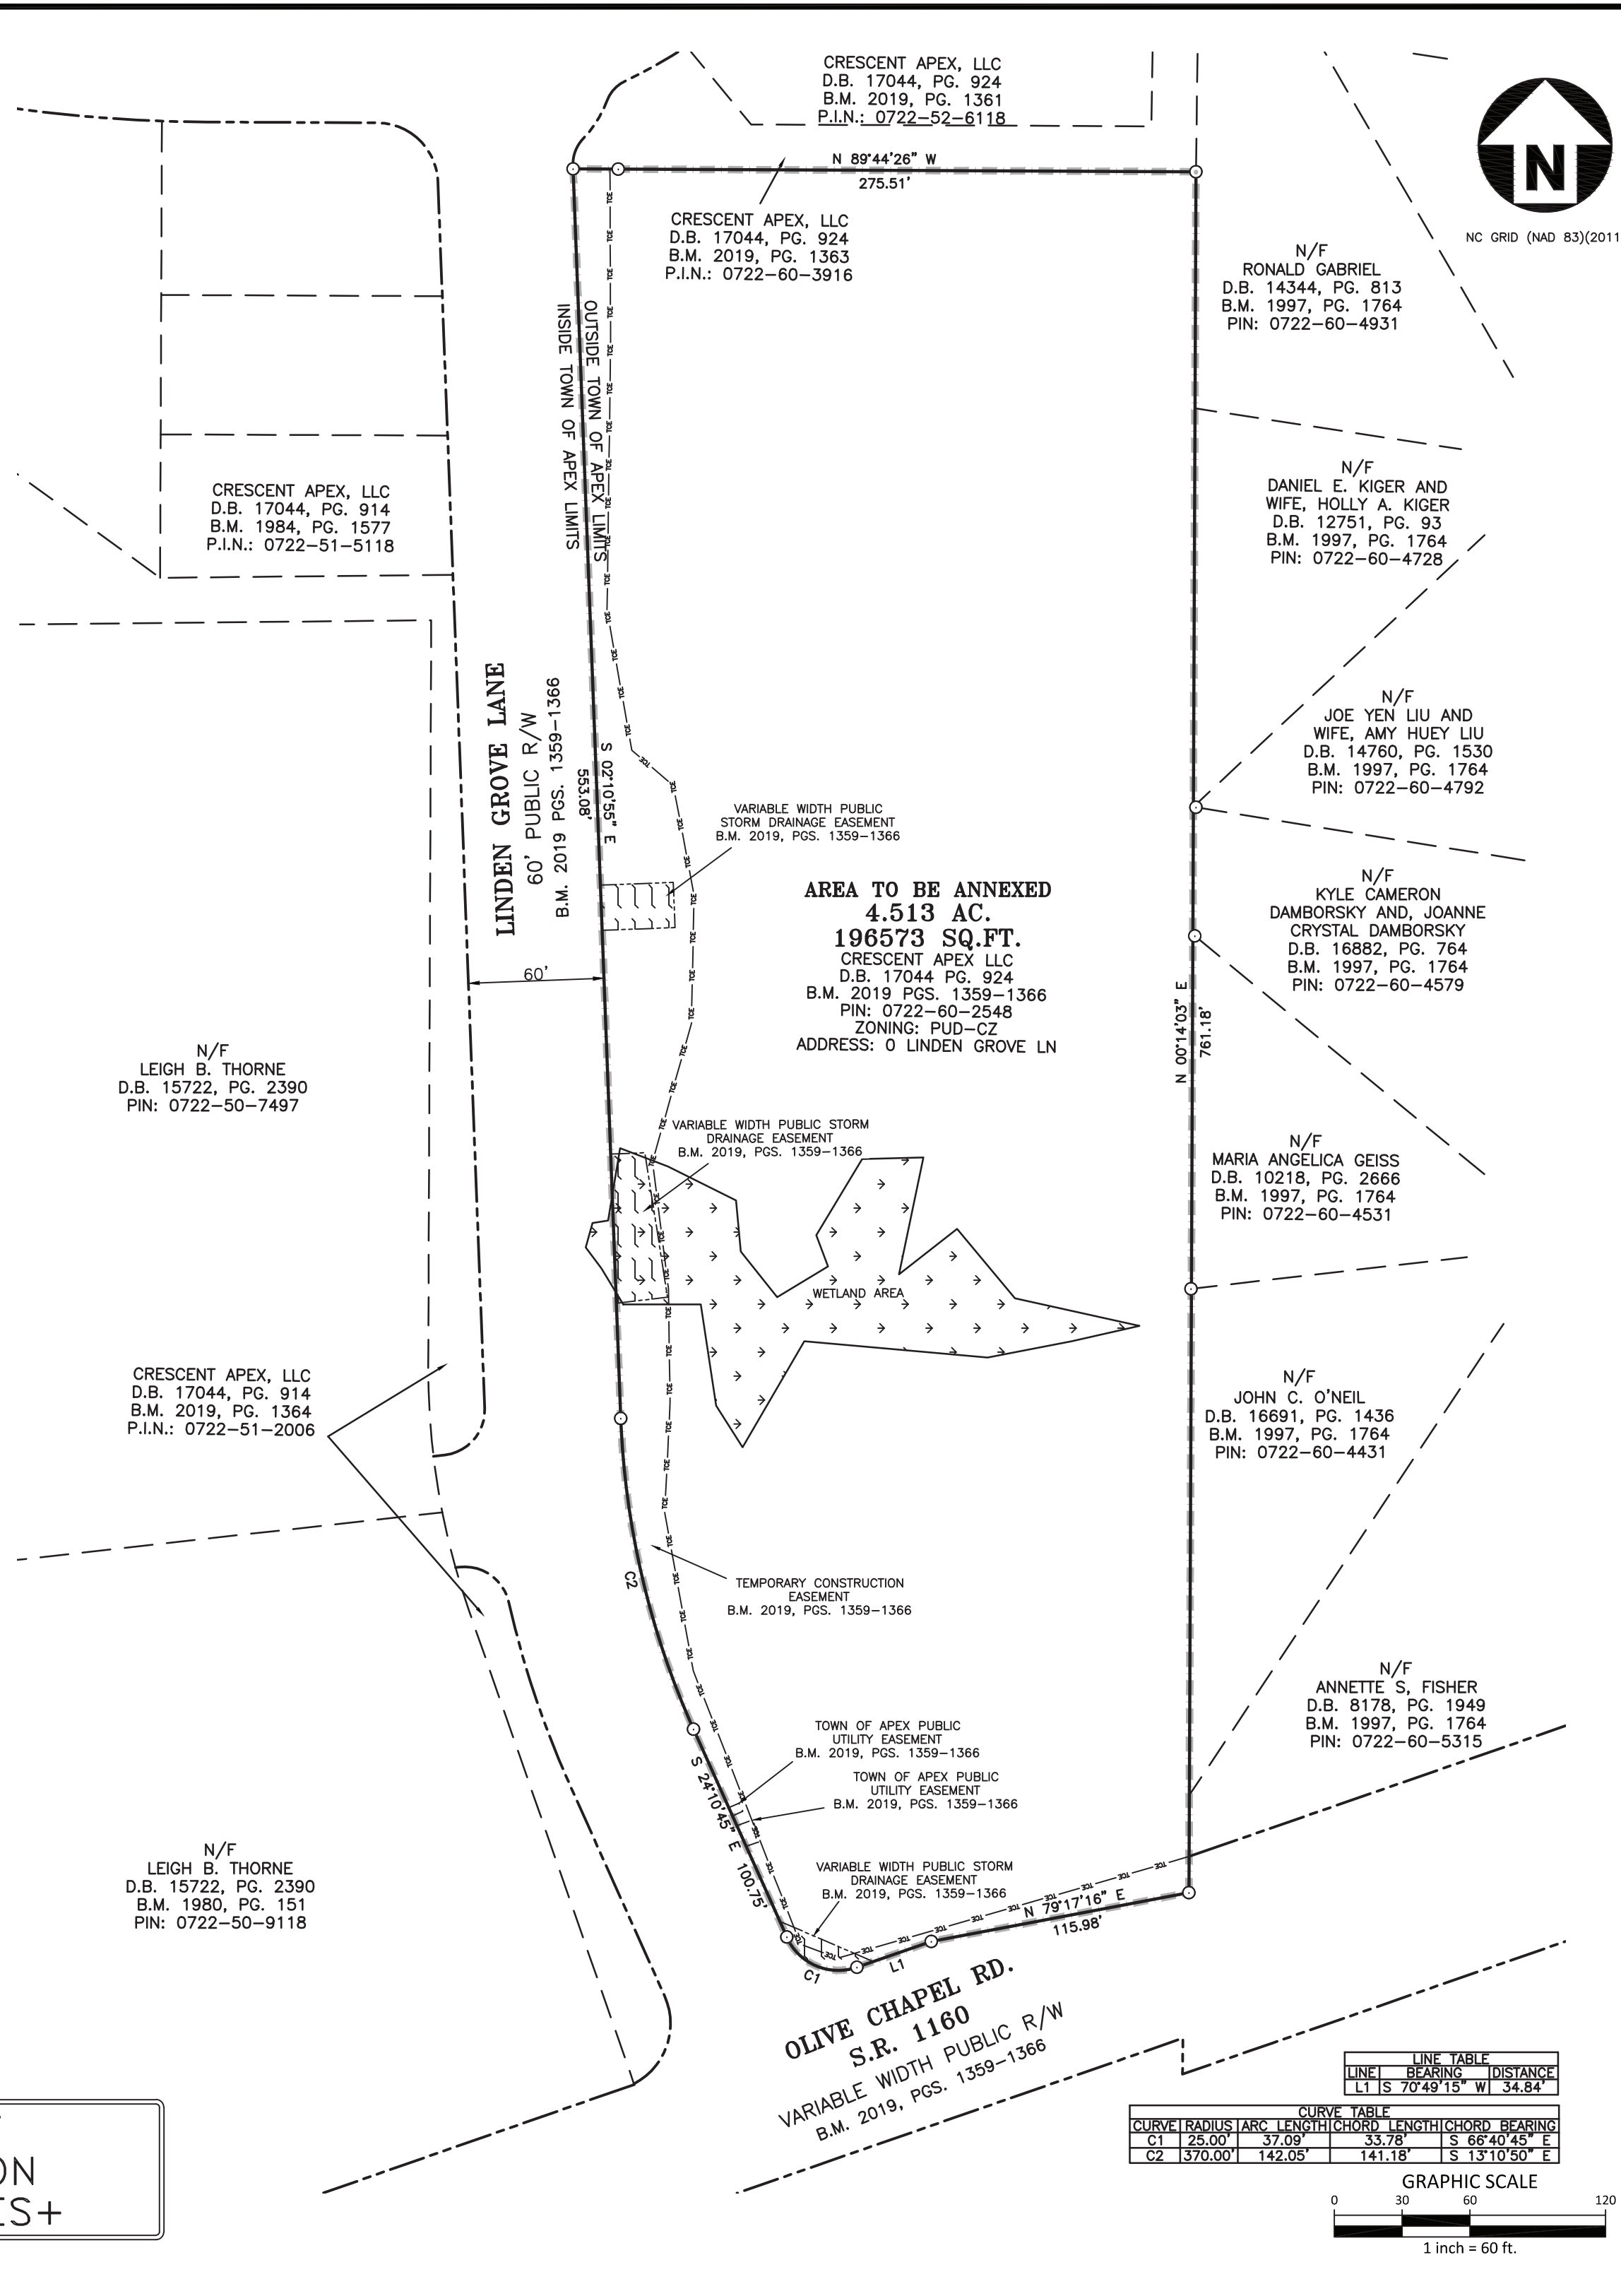 CRESCENT APEX, LLC
D.B. 17044, PG. 924
B.M. 2019, PG. 1361
P.I.N.: 0722-52-6118
N 89°44'26" W
275.51'
CRESCENT APEX, LLC
D.B. 17044, PG. 924
B.M. 2019, PG. 1363
P.I.N.: 0722-60-3916
N
NC GRID (NAD 83)(2011
N/F
RONALD GABRIEL
D.B. 14344, PG. 813
B.M. 1997, PG. 1764
PIN: 0722-60-4931
OUTSIDE TOWN OF APEX LIMITS
INSIDE TOWN OF APEX LIMITS
CRESCENT APEX, LLC
D.B. 17044, PG. 914
B.M. 1984, PG. 1577
P.I.N.: 0722-51-5118
N/F
DANIEL E. KIGER AND
WIFE, HOLLY A. KIGER
D.B. 12751, PG. 93
B.M. 1997, PG. 1764
PIN: 0722-60-4728
N/F
JOE YEN LIU AND
WIFE, AMY HUEY LIU
D.B. 14760, PG. 1530
B.M. 1997, PG. 1764
PIN: 0722-60-4792
LINDEN GROVE LANE
60' PUBLIC R/W
B.M. 2019 PGS. 1359-1366
S 02°10'55" E
553.08'
VARIABLE WIDTH PUBLIC
STORM DRAINAGE EASEMENT
B.M. 2019, PGS. 1359-1366
AREA TO BE ANNEXED
4.513 AC.
196573 SQ.FT.
CRESCENT APEX LLC
D.B. 17044 PG. 924
B.M. 2019 PGS. 1359-1366
PIN: 0722-60-2548
ZONING: PUD-CZ
ADDRESS: 0 LINDEN GROVE LN
N/F
KYLE CAMERON
DAMBORSKY AND, JOANNE
CRYSTAL DAMBORSKY
D.B. 16882, PG. 764
B.M. 1997, PG. 1764
PIN: 0722-60-4579
60'
N 00°14'03" E
761.18'
N/F
LEIGH B. THORNE
D.B. 15722, PG. 2390
PIN: 0722-50-7497
VARIABLE WIDTH PUBLIC STORM
DRAINAGE EASEMENT
B.M. 2019, PGS. 1359-1366
N/F
MARIA ANGELICA GEISS
D.B. 10218, PG. 2666
B.M. 1997, PG. 1764
PIN: 0722-60-4531
WETLAND AREA
CRESCENT APEX, LLC
D.B. 17044, PG. 914
B.M. 2019, PG. 1364
P.I.N.: 0722-51-2006
N/F
JOHN C. O'NEIL
D.B. 16691, PG. 1436
B.M. 1997, PG. 1764
PIN: 0722-60-4431
C2
TEMPORARY CONSTRUCTION
EASEMENT
B.M. 2019, PGS. 1359-1366
N/F
ANNETTE S, FISHER
D.B. 8178, PG. 1949
B.M. 1997, PG. 1764
PIN: 0722-60-5315
TOWN OF APEX PUBLIC
UTILITY EASEMENT
B.M. 2019, PGS. 1359-1366
TOWN OF APEX PUBLIC
UTILITY EASEMENT
B.M. 2019, PGS. 1359-1366
S 24°10'45" E 100.75'
N/F
LEIGH B. THORNE
D.B. 15722, PG. 2390
B.M. 1980, PG. 151
PIN: 0722-50-9118
VARIABLE WIDTH PUBLIC STORM
DRAINAGE EASEMENT
B.M. 2019, PGS. 1359-1366
N 79°17'16" E
115.98'
C1
L1
OLIVE CHAPEL RD.
S.R. 1160
VARIABLE WIDTH PUBLIC R/W
B.M. 2019, PGS. 1359-1366
LINE TABLE
LINE BEARING DISTANCE
L1 S 70°49'15" W 34.84'
CURVE TABLE
CURVE RADIUS ARC LENGTH CHORD LENGTH CHORD BEARING
C1 25.00' 37.09' 33.78' S 66°40'45" E
C2 370.00' 142.05' 141.18' S 13°10'50" E
GRAPHIC SCALE
0 30 60 120
1 inch = 60 ft.
ON
ES+